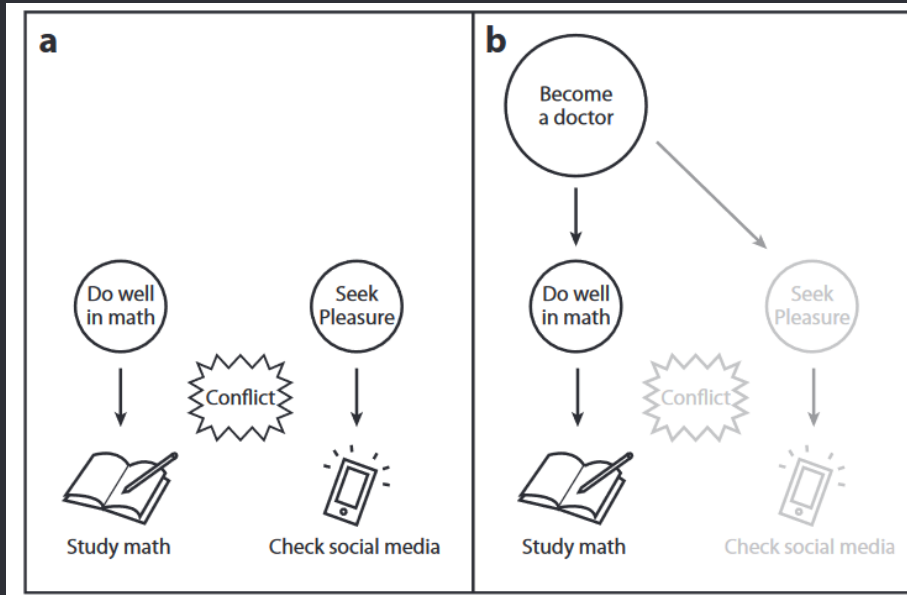 a
Do well
in math
Seek
Pleasure
Conflict
Study math
Check social media
b
Become
a doctor
Do well
in math
Seek
Pleasure
Conflict
Study math
Check social media